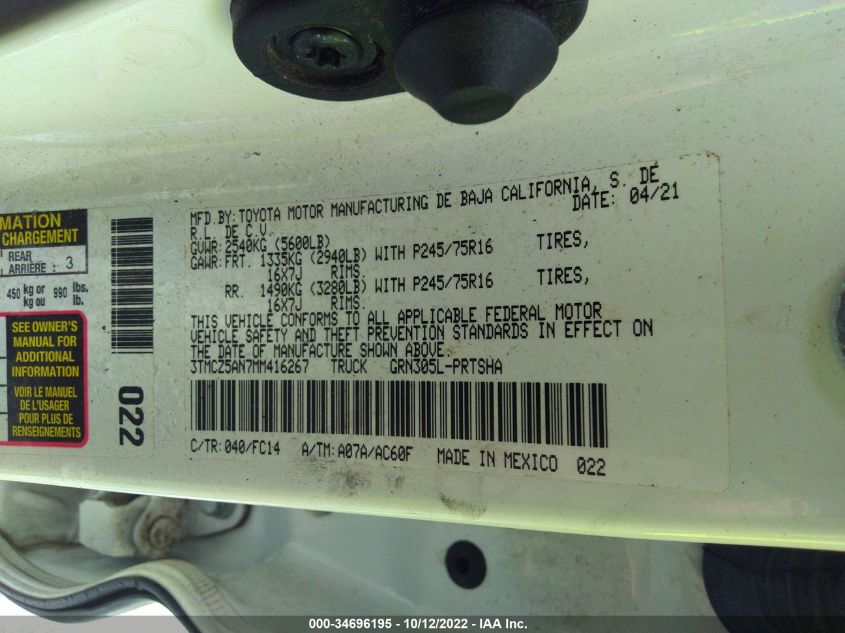 MATION
CHARGEMENT
REAR
ARRIÈRE : 3
450 kg or kg ou 990 lbs. lb.
SEE OWNER'S
MANUAL FOR
ADDITIONAL
INFORMATION
VOIR LE MANUEL
DE L'USAGER
POUR PLUS DE
RENSEIGNEMENTS
022
MFD BY: TOYOTA MOTOR MANUFACTURING DE BAJA CALIFORNIA, S. DE
R.L. DE C.V. DATE: 04/21
GVWR: 2540KG (5600LB)
GAWR: FRT. 1335KG (2940LB) WITH P245/75R16 TIRES,
16X7J RIMS.
RR. 1490KG (3280LB) WITH P245/75R16 TIRES,
16X7J RIMS.
THIS VEHICLE CONFORMS TO ALL APPLICABLE FEDERAL MOTOR
VEHICLE SAFETY AND THEFT PREVENTION STANDARDS IN EFFECT ON
THE DATE OF MANUFACTURE SHOWN ABOVE.
3TMCZ5AN7MM416267 TRUCK GRN305L-PRTSHA
C/TR: 040/FC14 A/TM: A07A/AC60F MADE IN MEXICO 022
000-34696195 - 10/12/2022 - IAA Inc.